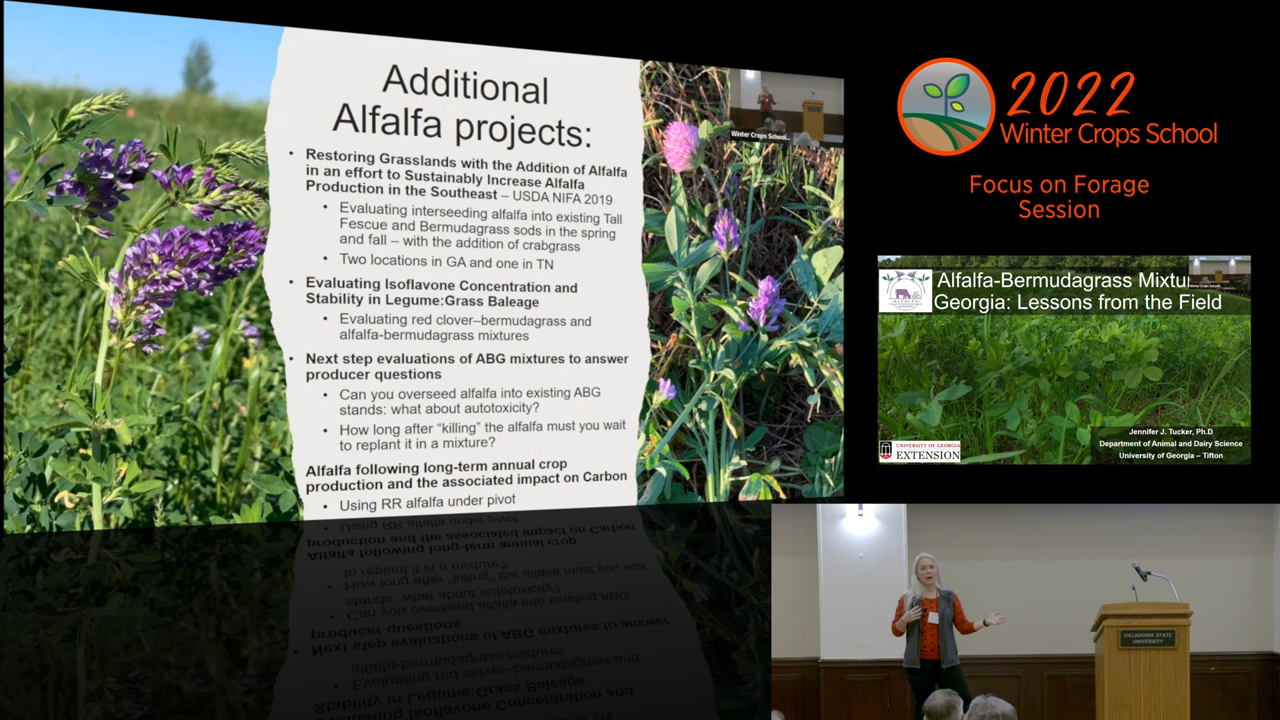 Additional
Alfalfa projects:
• Restoring Grasslands with the Addition of Alfalfa
in an effort to Sustainably Increase Alfalfa
Production in the Southeast – USDA NIFA 2019
• Evaluating interseeding alfalfa into existing Tall
Fescue and Bermudagrass sods in the spring
and fall – with the addition of crabgrass
• Two locations in GA and one in TN
• Evaluating Isoflavone Concentration and
Stability in Legume:Grass Baleage
• Evaluating red clover–bermudagrass and
alfalfa-bermudagrass mixtures
• Next step evaluations of ABG mixtures to answer
producer questions
• Can you overseed alfalfa into existing ABG
stands: what about autotoxicity?
• How long after “killing” the alfalfa must you wait
to replant it in a mixture?
Alfalfa following long-term annual crop
production and the associated impact on Carbon
• Using RR alfalfa under pivot
Winter Crops School...
2022
Winter Crops School
Focus on Forage
Session
Alfalfa-Bermudagrass Mixtu
Georgia: Lessons from the Field
Winter Crops School...
ALFALFA
Jennifer J. Tucker, Ph.D
Department of Animal and Dairy Science
University of Georgia – Tifton
UNIVERSITY OF GEORGIA
EXTENSION
OKLAHOMA STATE
UNIVERSITY